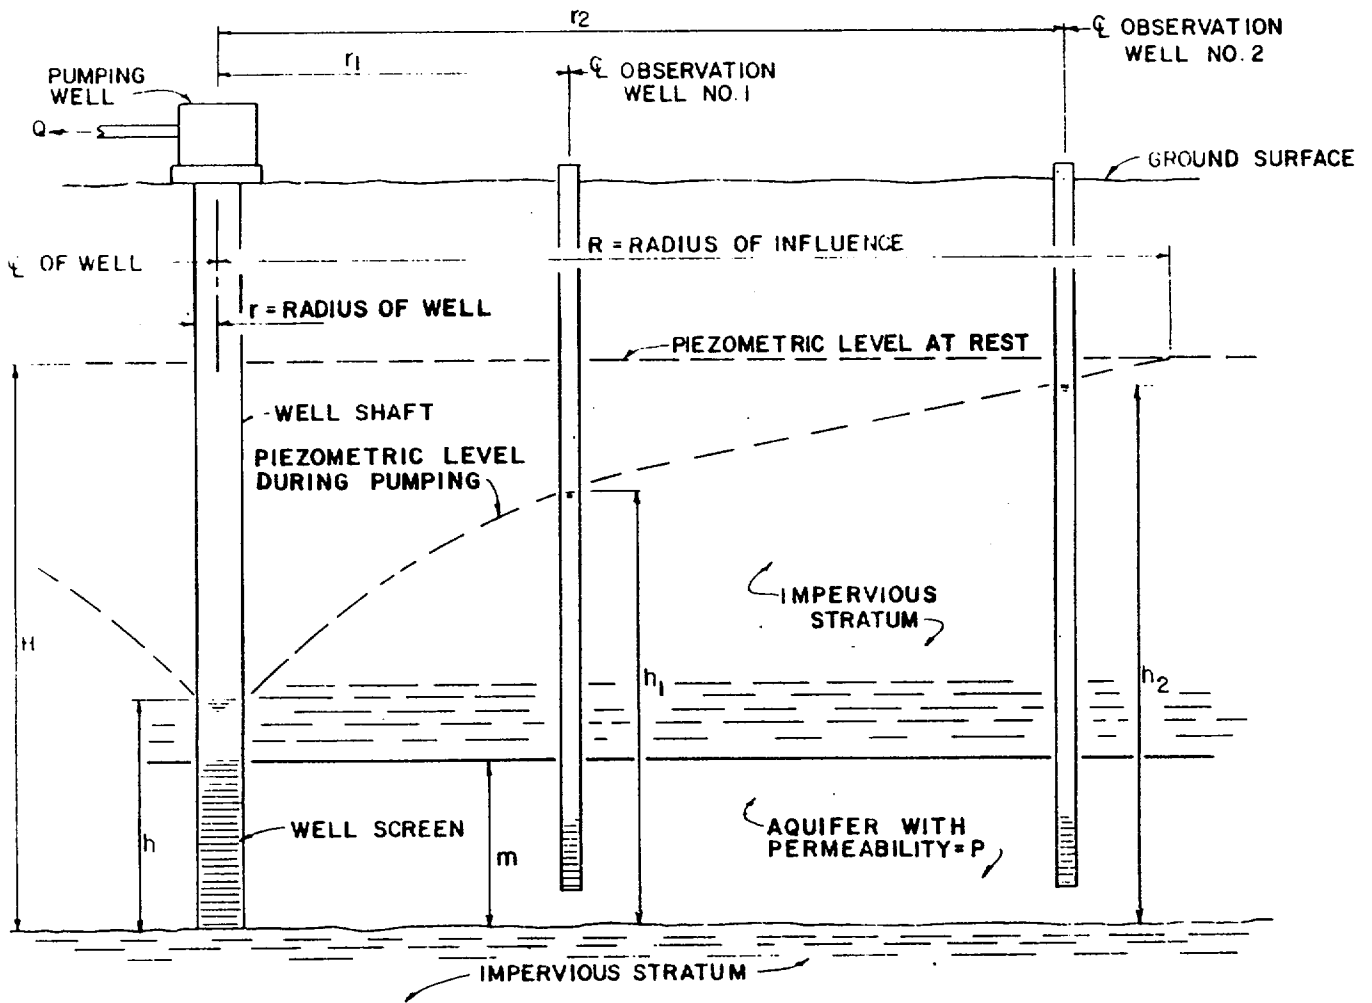 r2
℄ OBSERVATION
WELL NO. 2
r1
℄ OBSERVATION
WELL NO. 1
PUMPING
WELL
Q
GROUND SURFACE
R = RADIUS OF INFLUENCE
℄ OF WELL
r = RADIUS OF WELL
PIEZOMETRIC LEVEL AT REST
WELL SHAFT
PIEZOMETRIC LEVEL
DURING PUMPING
IMPERVIOUS
STRATUM
H
h1
h2
WELL SCREEN
AQUIFER WITH
PERMEABILITY = P
h
m
IMPERVIOUS STRATUM